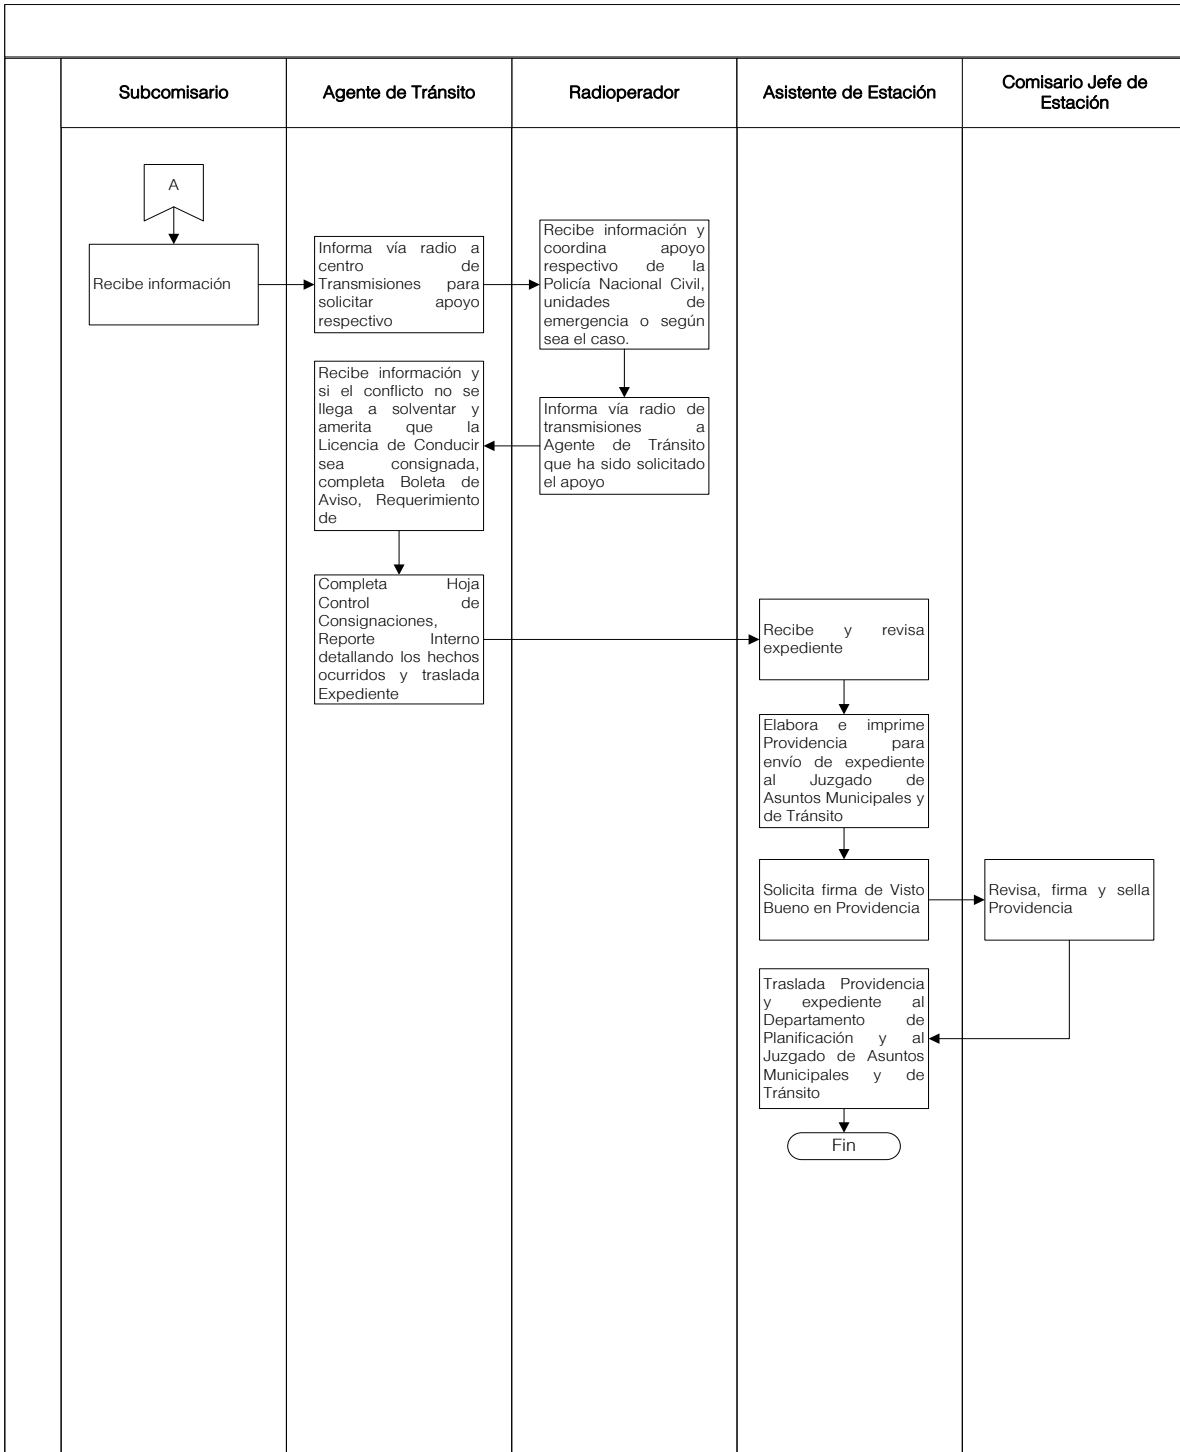 Subcomisario
Agente de Tránsito
Radioperador
Asistente de Estación
Comisario Jefe de
Estación
A
Recibe información
Informa vía radio a
centro de
Transmisiones para
solicitar apoyo
respectivo
Recibe información y
coordina apoyo
respectivo de la
Policía Nacional Civil,
unidades de
emergencia o según
sea el caso.
Informa vía radio de
transmisiones a
Agente de Tránsito
que ha sido solicitado
el apoyo
Recibe información y
si el conflicto no se
llega a solventar y
amerita que la
Licencia de Conducir
sea consignada,
completa Boleta de
Aviso, Requerimiento
de
Completa Hoja
Control de
Consignaciones,
Reporte Interno
detallando los hechos
ocurridos y traslada
Expediente
Recibe y revisa
expediente
Elabora e imprime
Providencia para
envío de expediente
al Juzgado de
Asuntos Municipales y
de Tránsito
Solicita firma de Visto
Bueno en Providencia
Revisa, firma y sella
Providencia
Traslada Providencia
y expediente al
Departamento de
Planificación y al
Juzgado de Asuntos
Municipales y de
Tránsito
Fin